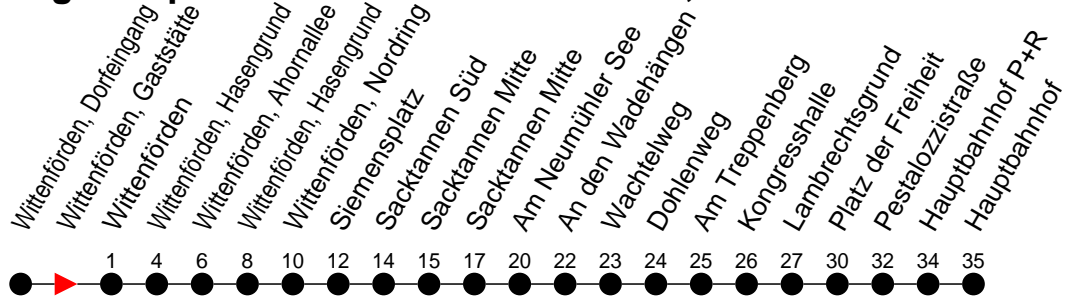 Wittenförden, Dorfeingang
Wittenförden, Gaststätte
Wittenförden
Wittenförden, Hasengrund
Wittenförden, Ahornallee
Wittenförden, Hasengrund
Wittenförden, Nordring
Siemensplatz
Sacktannen Süd
Sacktannen Mitte
Sacktannen Mitte
Am Neumühler See
An den Wadehängen
Wachtelweg
Dohlenweg
Am Treppenberg
Kongresshalle
Lambrechtsgrund
Platz der Freiheit
Pestalozzistraße
Hauptbahnhof P+R
Hauptbahnhof
1 4 6 8 10 12 14 15 17 20 22 23 24 25 26 27 30 32 34 35